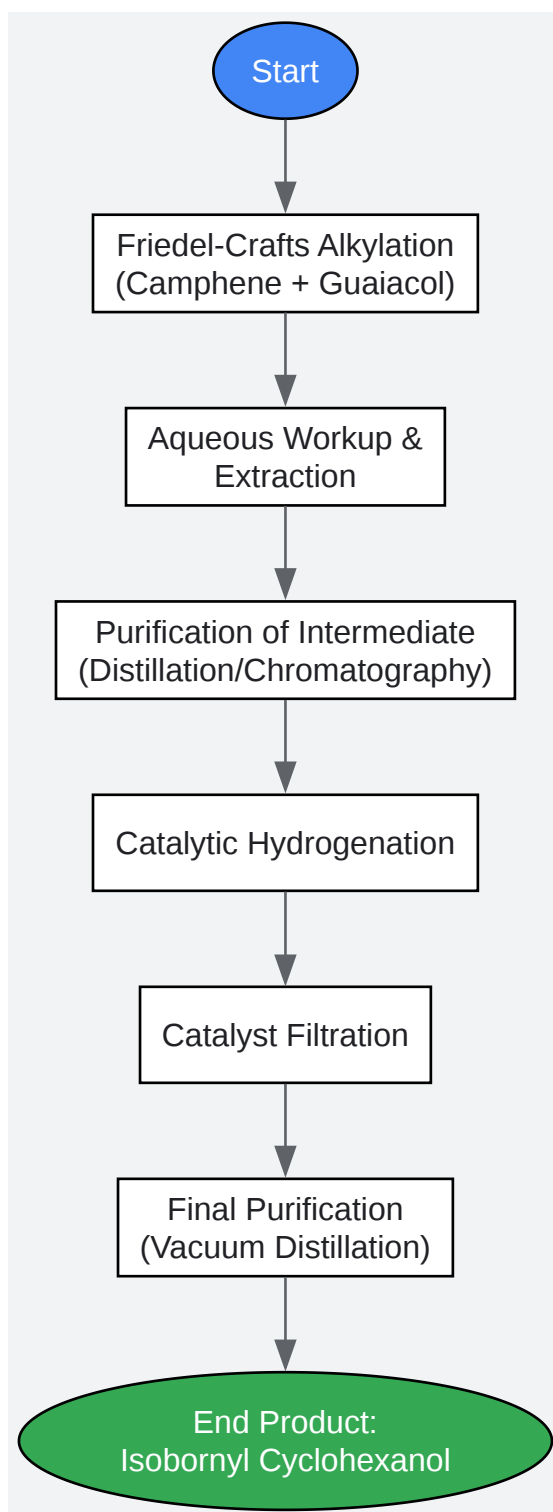 Start
Friedel-Crafts Alkylation
(Camphene + Guaiacol)
Aqueous Workup &
Extraction
Purification of Intermediate
(Distillation/Chromatography)
Catalytic Hydrogenation
Catalyst Filtration
Final Purification
(Vacuum Distillation)
End Product:
Isobornyl Cyclohexanol